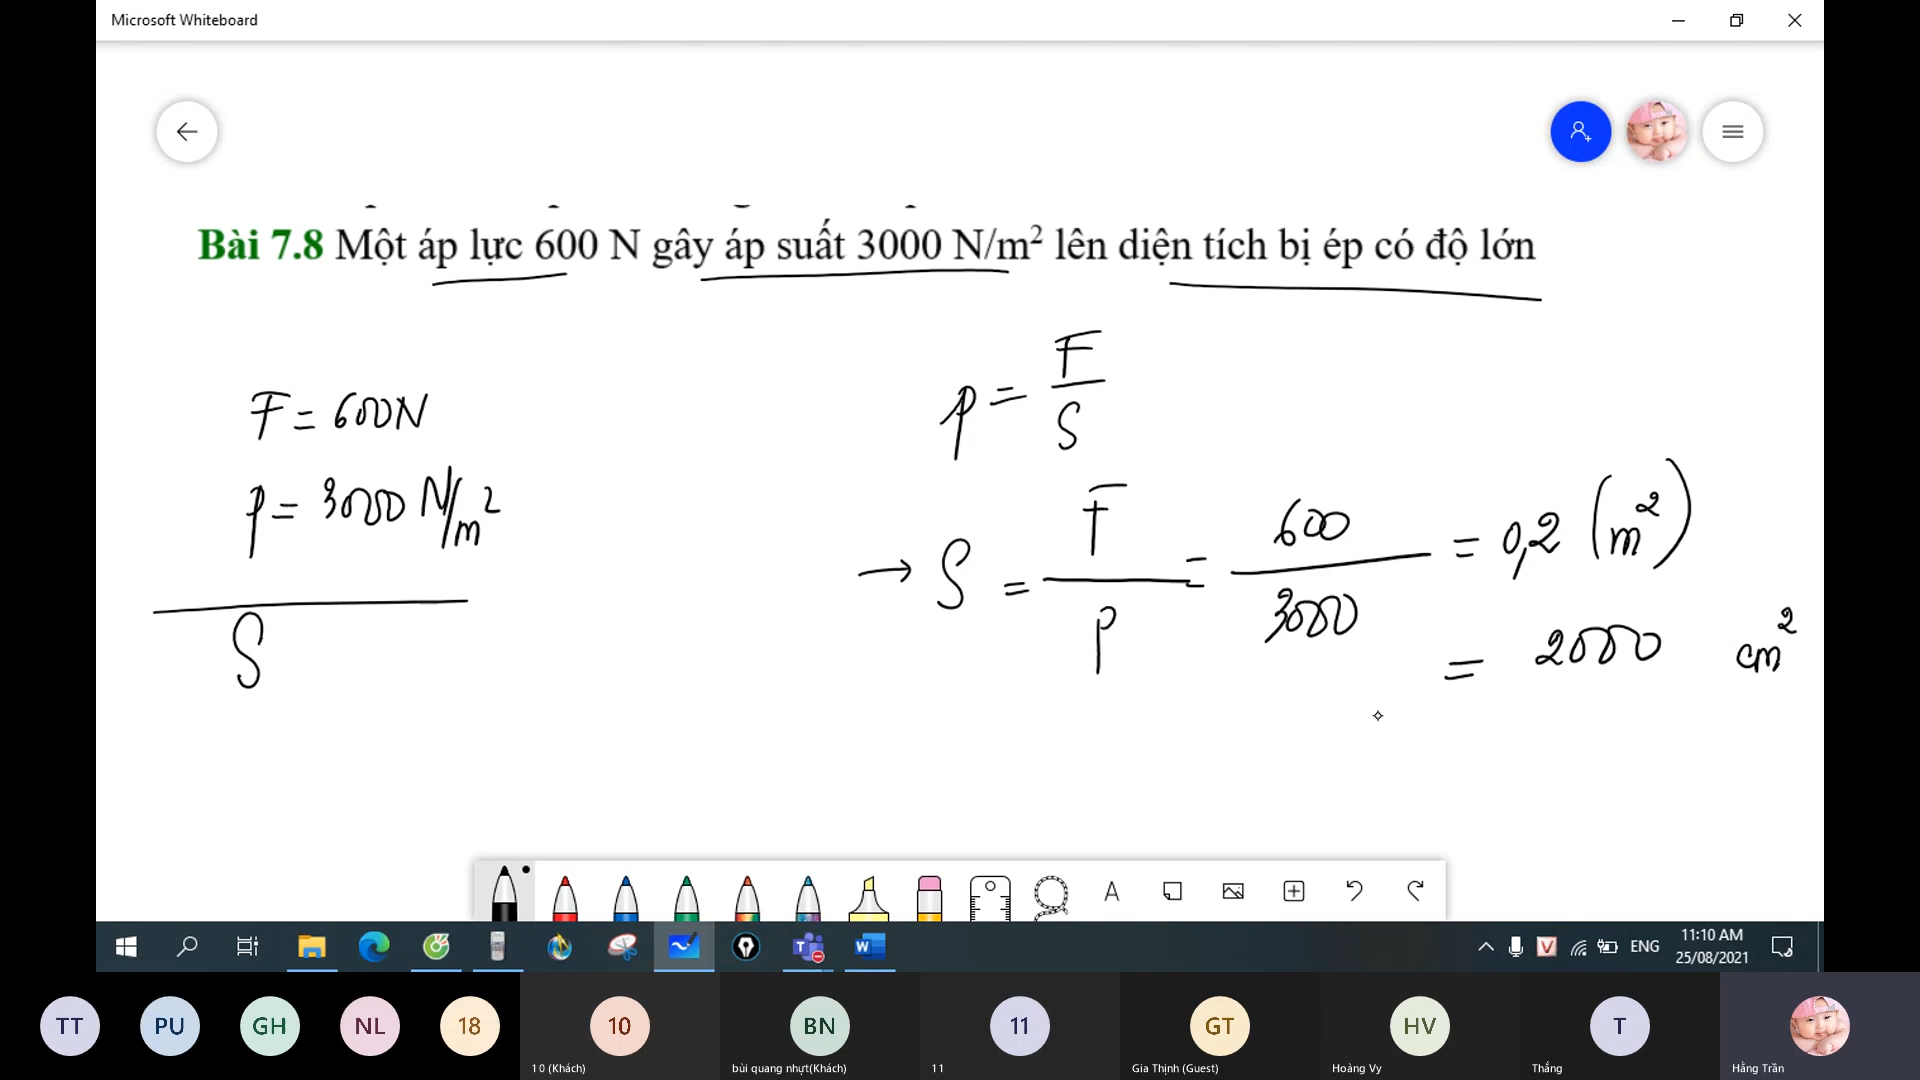 Microsoft Whiteboard
Bài 7.8 Một áp lực 600 N gây áp suất 3000 N/m² lên diện tích bị ép có độ lớn
F = 600N
p = 3000 N/m²
S
p = F/S
→ S = F/p = 600/3000 = 0,2 (m²)
= 2000 cm²
A
ENG
11:10 AM
25/08/2021
TT
PU
GH
NL
18
10
BN
11
GT
HV
T
10 (Khách)
bùi quang nhựt(Khách)
11
Gia Thịnh (Guest)
Hoàng Vy
Thắng
Hằng Trần